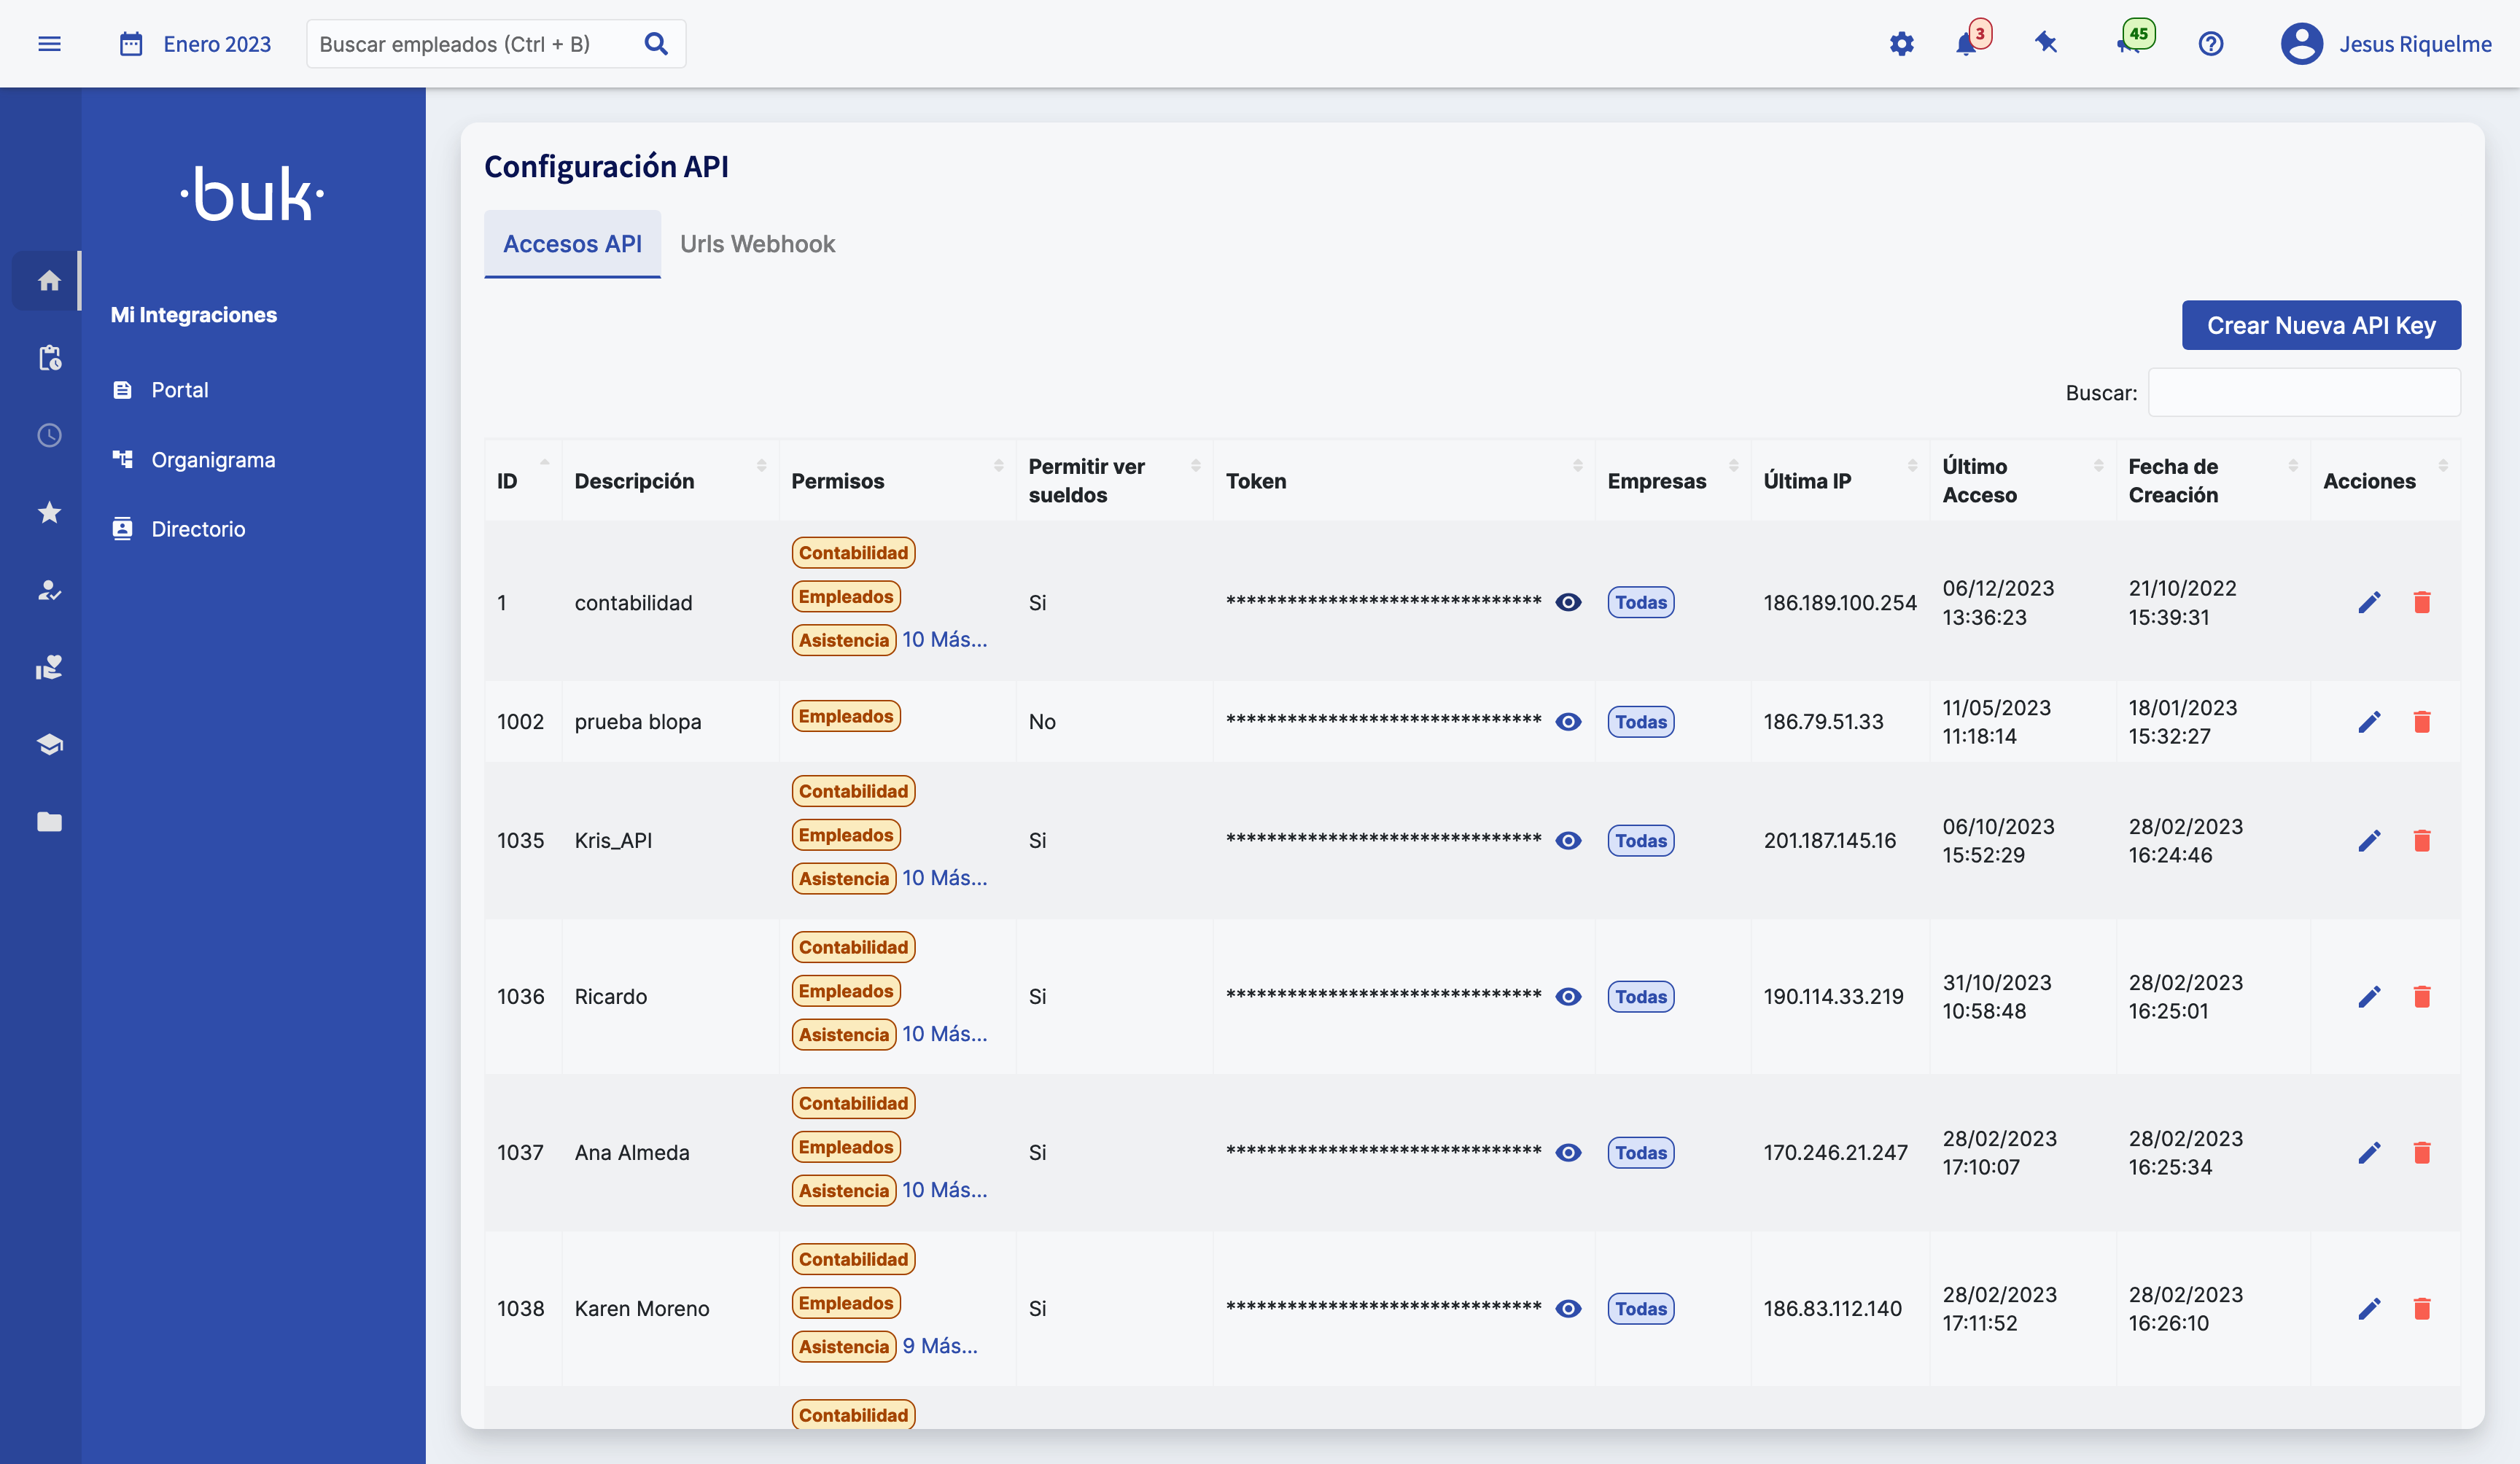 Enero 2023
Buscar empleados (Ctrl + B)
3
45
Jesus Riquelme
buk
Mi Integraciones
Portal
Organigrama
Directorio
Configuración API
Accesos API
Urls Webhook
Crear Nueva API Key
Buscar:
ID Descripción Permisos Permitir ver sueldos Token Empresas Última IP Último Acceso Fecha de Creación Acciones
1 contabilidad Contabilidad Empleados Asistencia 10 Más... Si ******************************** Todas 186.189.100.254 06/12/2023 13:36:23 21/10/2022 15:39:31
1002 prueba blopa Empleados No ******************************** Todas 186.79.51.33 11/05/2023 11:18:14 18/01/2023 15:32:27
1035 Kris_API Contabilidad Empleados Asistencia 10 Más... Si ******************************** Todas 201.187.145.16 06/10/2023 15:52:29 28/02/2023 16:24:46
1036 Ricardo Contabilidad Empleados Asistencia 10 Más... Si ******************************** Todas 190.114.33.219 31/10/2023 10:58:48 28/02/2023 16:25:01
1037 Ana Almeda Contabilidad Empleados Asistencia 10 Más... Si ******************************** Todas 170.246.21.247 28/02/2023 17:10:07 28/02/2023 16:25:34
1038 Karen Moreno Contabilidad Empleados Asistencia 9 Más... Si ******************************** Todas 186.83.112.140 28/02/2023 17:11:52 28/02/2023 16:26:10
Contabilidad